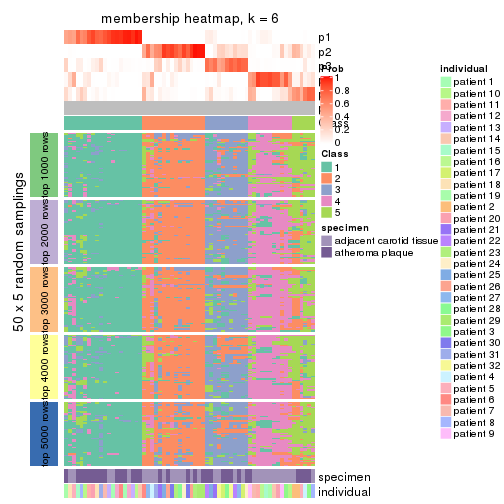 membership heatmap, k = 6
p1
p2
Prob
1
0.8
0.6
0.4
0.2
0
Class
1
2
3
4
5
specimen
adjacent carotid tissue
atheroma plaque
individual
patient 1
patient 10
patient 11
patient 12
patient 13
patient 14
patient 15
patient 16
patient 17
patient 18
patient 19
patient 2
patient 20
patient 21
patient 22
patient 23
patient 24
patient 25
patient 26
patient 27
patient 28
patient 29
patient 3
patient 30
patient 31
patient 32
patient 4
patient 5
patient 6
patient 7
patient 8
patient 9
50 x 5 random samplings
top 1000 rows
top 2000 rows
top 3000 rows
top 4000 rows
top 5000 rows
specimen
individual